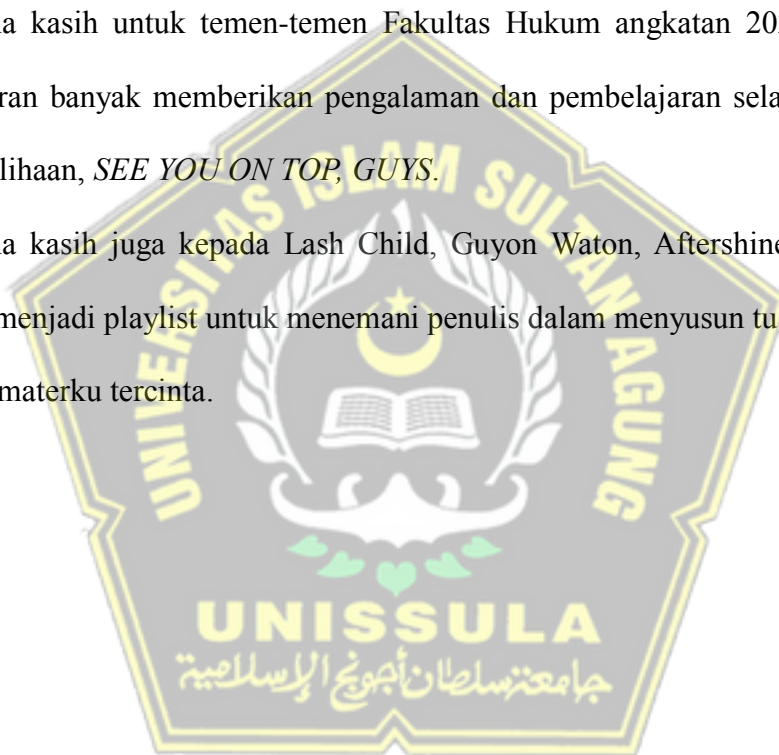 a kasih untuk temen-temen Fakultas Hukum angkatan 20
ran banyak memberikan pengalaman dan pembelajaran sela
lihaan, SEE YOU ON TOP, GUYS.
a kasih juga kepada Lash Child, Guyon Waton, Aftershine
menjadi playlist untuk menemani penulis dalam menyusun tu
materku tercinta.
UNIVERSITAS ISLAM SULTAN AGUNG
UNISSULA
جامعتسلطان أجونج الإسلامية